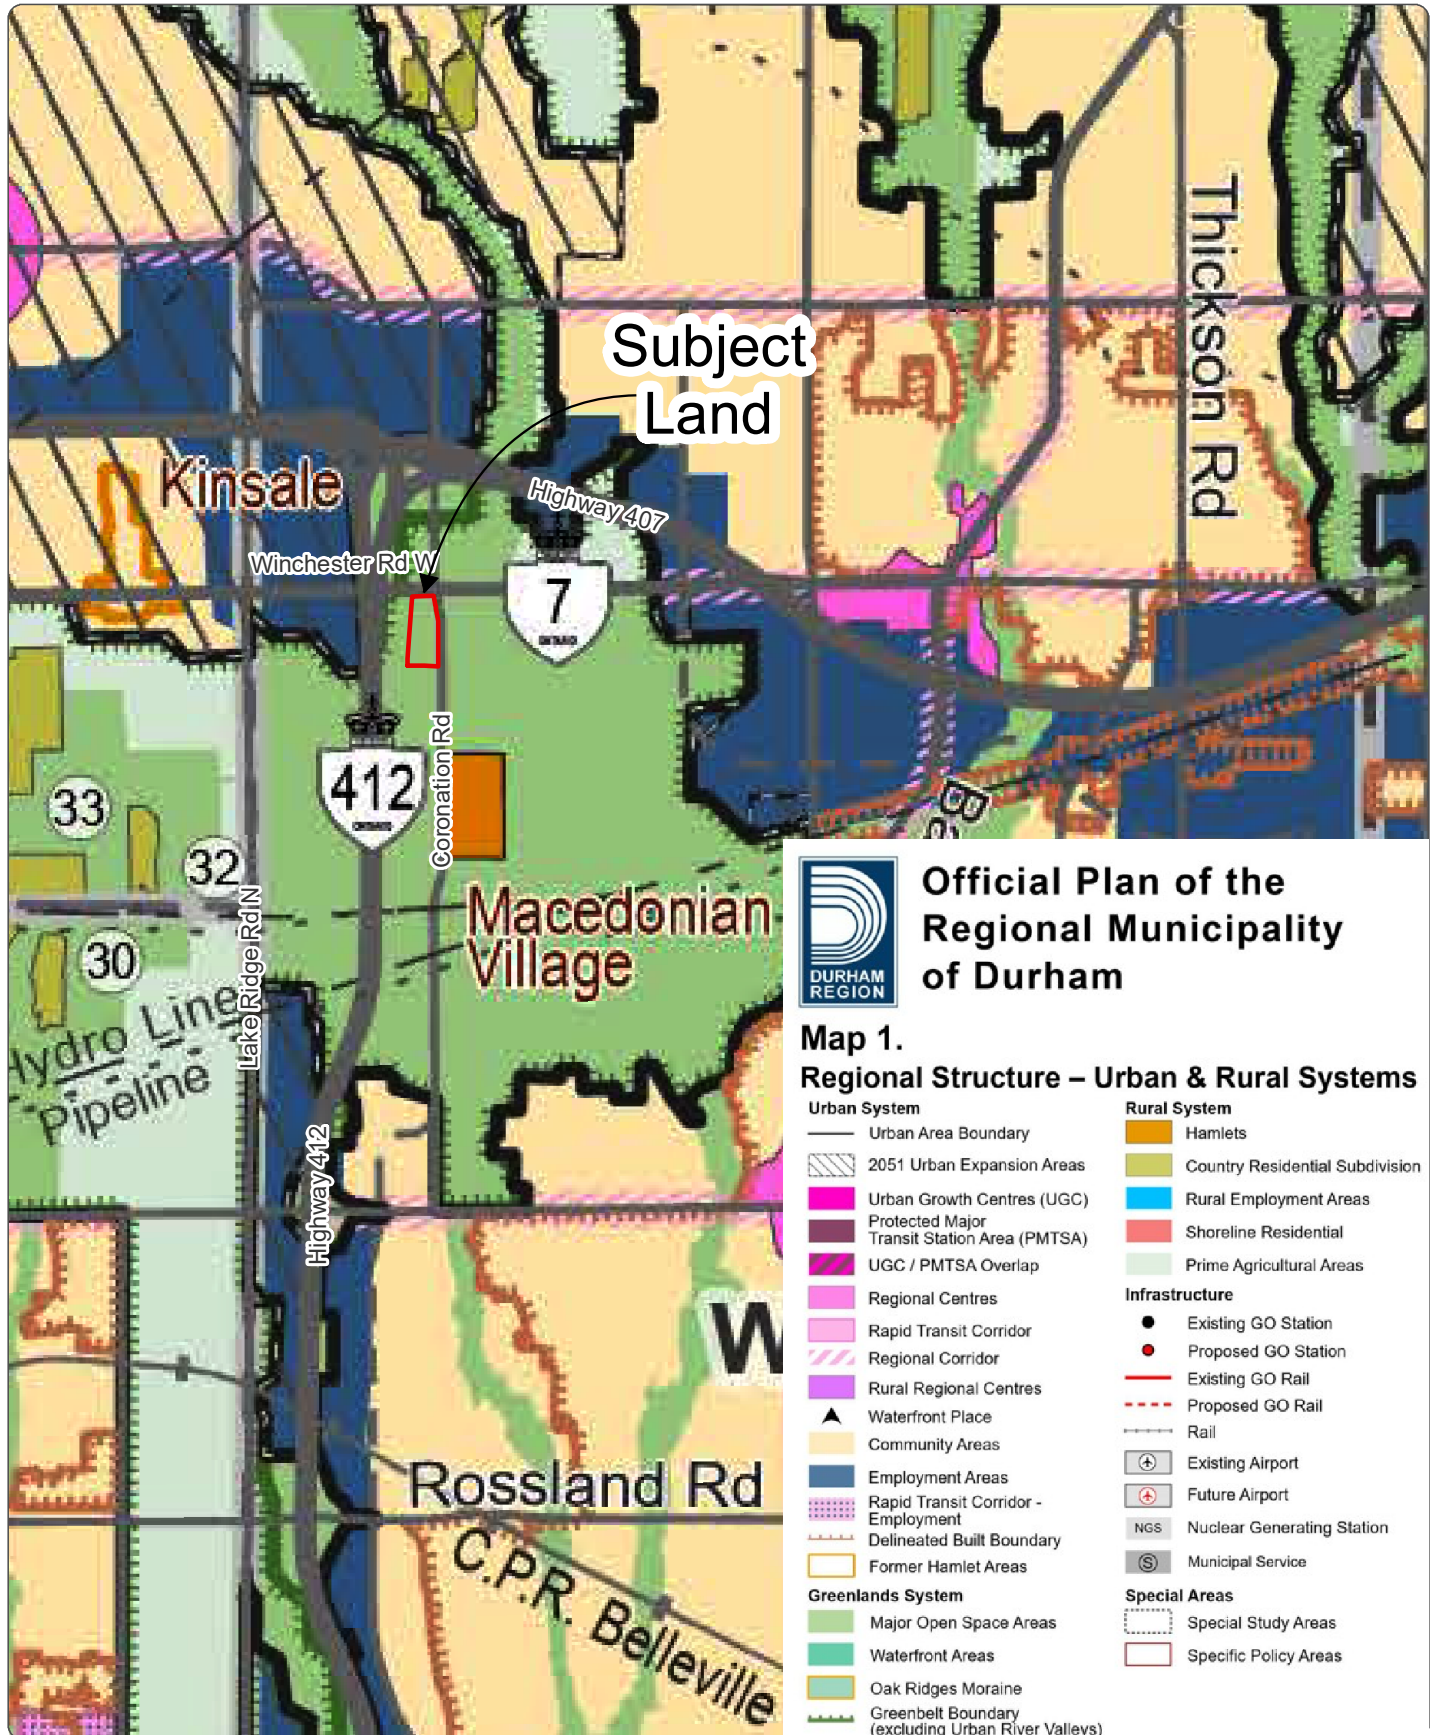 Subject
Land
Thickson Rd
Kinsale
Highway 407
Winchester Rd W
7
ONTARIO
412
ONTARIO
Coronation Rd
33
32
30
Macedonian
Village
Lake Ridge Rd N
Hydro Line
Pipeline
Highway 412
W
Rossland Rd
C.P.R. Belleville
B
DURHAM
REGION
Official Plan of the
Regional Municipality
of Durham
Map 1.
Regional Structure – Urban & Rural Systems
Urban System
Urban Area Boundary
2051 Urban Expansion Areas
Urban Growth Centres (UGC)
Protected Major
Transit Station Area (PMTSA)
UGC / PMTSA Overlap
Regional Centres
Rapid Transit Corridor
Regional Corridor
Rural Regional Centres
Waterfront Place
Community Areas
Employment Areas
Rapid Transit Corridor -
Employment
Delineated Built Boundary
Former Hamlet Areas
Greenlands System
Major Open Space Areas
Waterfront Areas
Oak Ridges Moraine
Greenbelt Boundary
(excluding Urban River Valleys)
Rural System
Hamlets
Country Residential Subdivision
Rural Employment Areas
Shoreline Residential
Prime Agricultural Areas
Infrastructure
Existing GO Station
Proposed GO Station
Existing GO Rail
Proposed GO Rail
Rail
Existing Airport
Future Airport
NGS Nuclear Generating Station
S Municipal Service
Special Areas
Special Study Areas
Specific Policy Areas